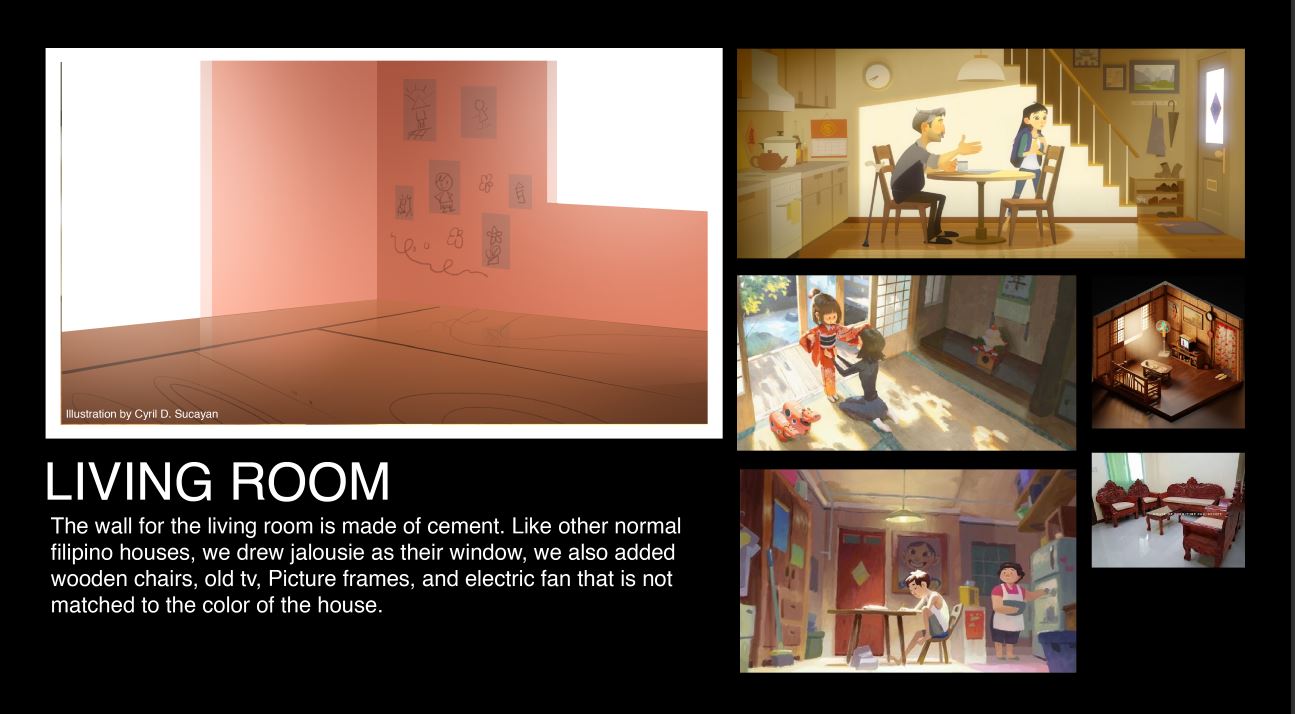 Illustration by Cyril D. Sucayan
LIVING ROOM
The wall for the living room is made of cement. Like other normal
filipino houses, we drew jalousie as their window, we also added
wooden chairs, old tv, Picture frames, and electric fan that is not
matched to the color of the house.